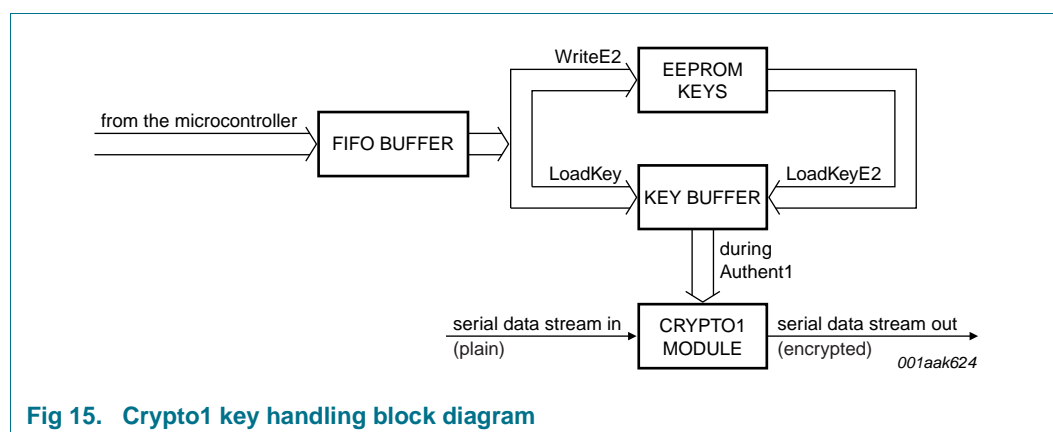 WriteE2
EEPROM
KEYS
from the microcontroller
FIFO BUFFER
LoadKey
KEY BUFFER
LoadKeyE2
during
Authent1
serial data stream in
(plain)
CRYPTO1
MODULE
serial data stream out
(encrypted)
001aak624
Fig 15. Crypto1 key handling block diagram